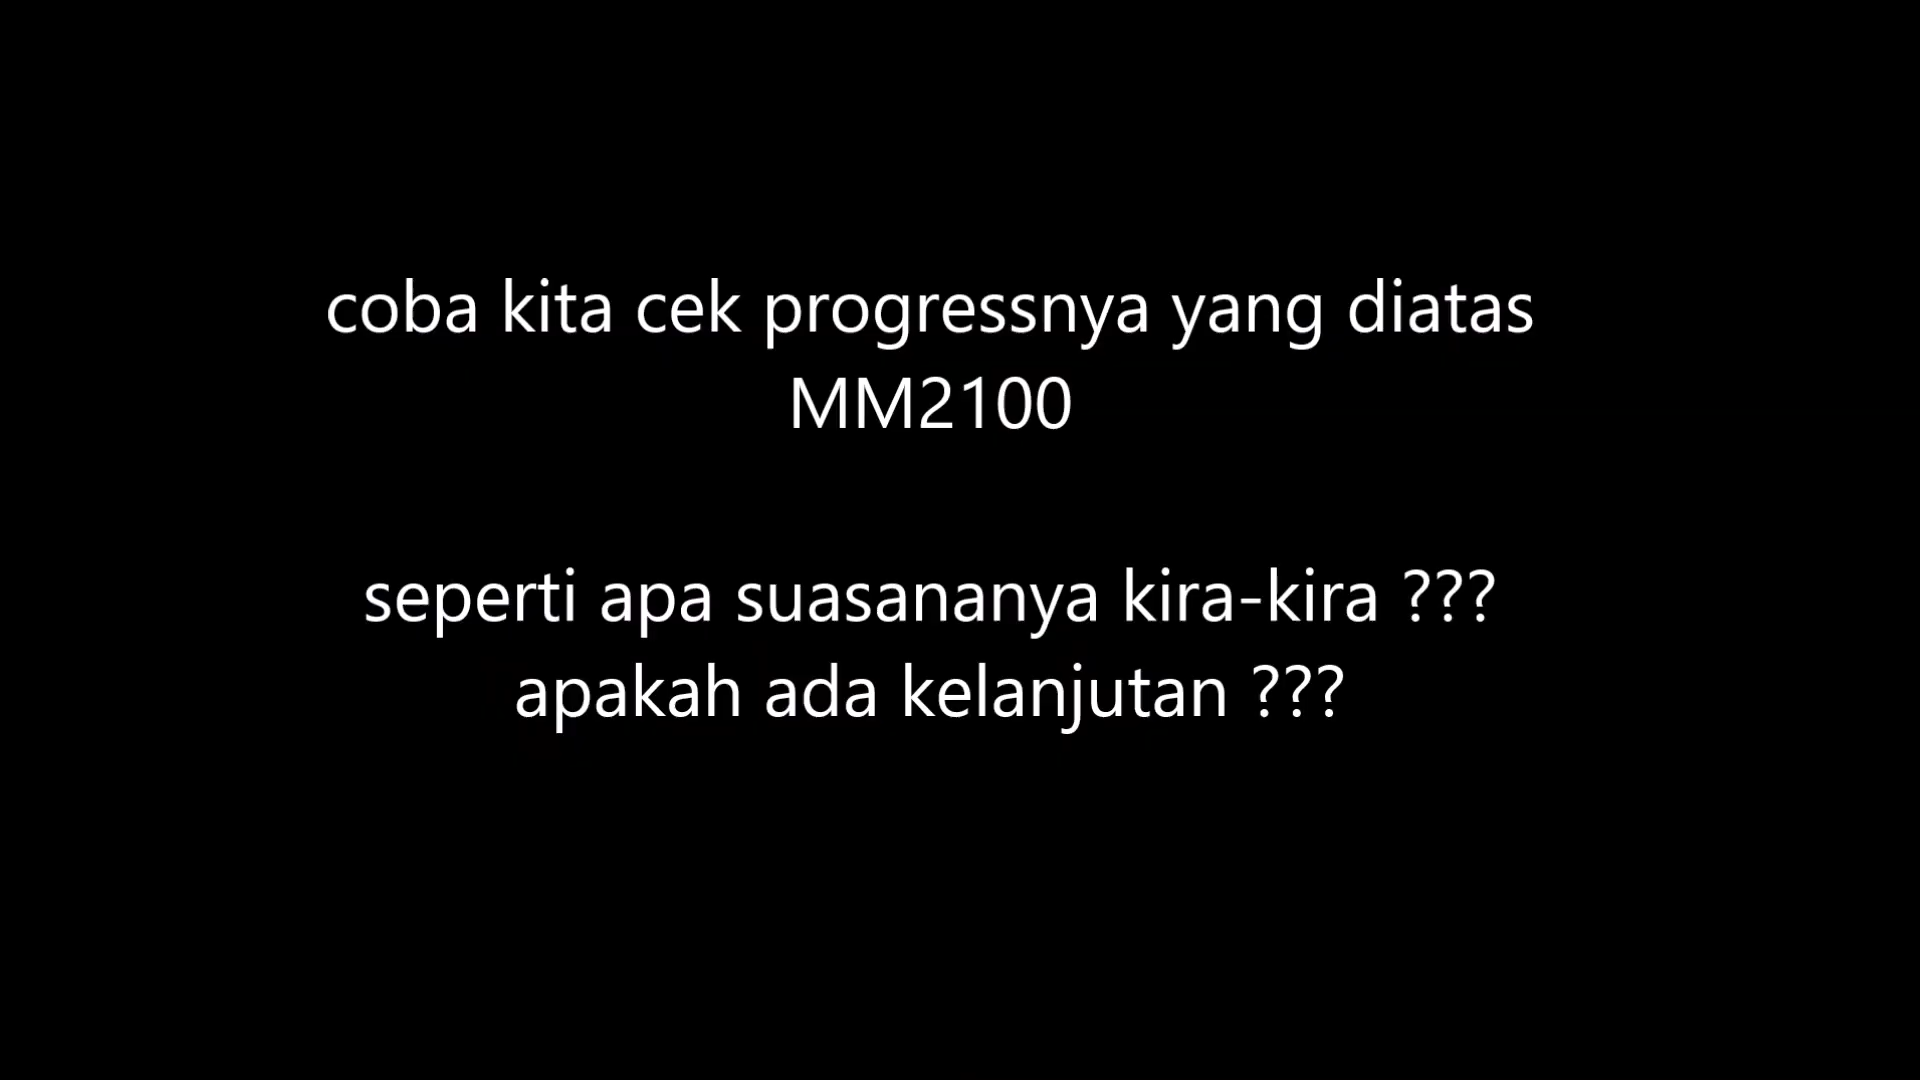 coba kita cek progressnya yang diatas
MM2100
seperti apa suasananya kira-kira ???
apakah ada kelanjutan ???